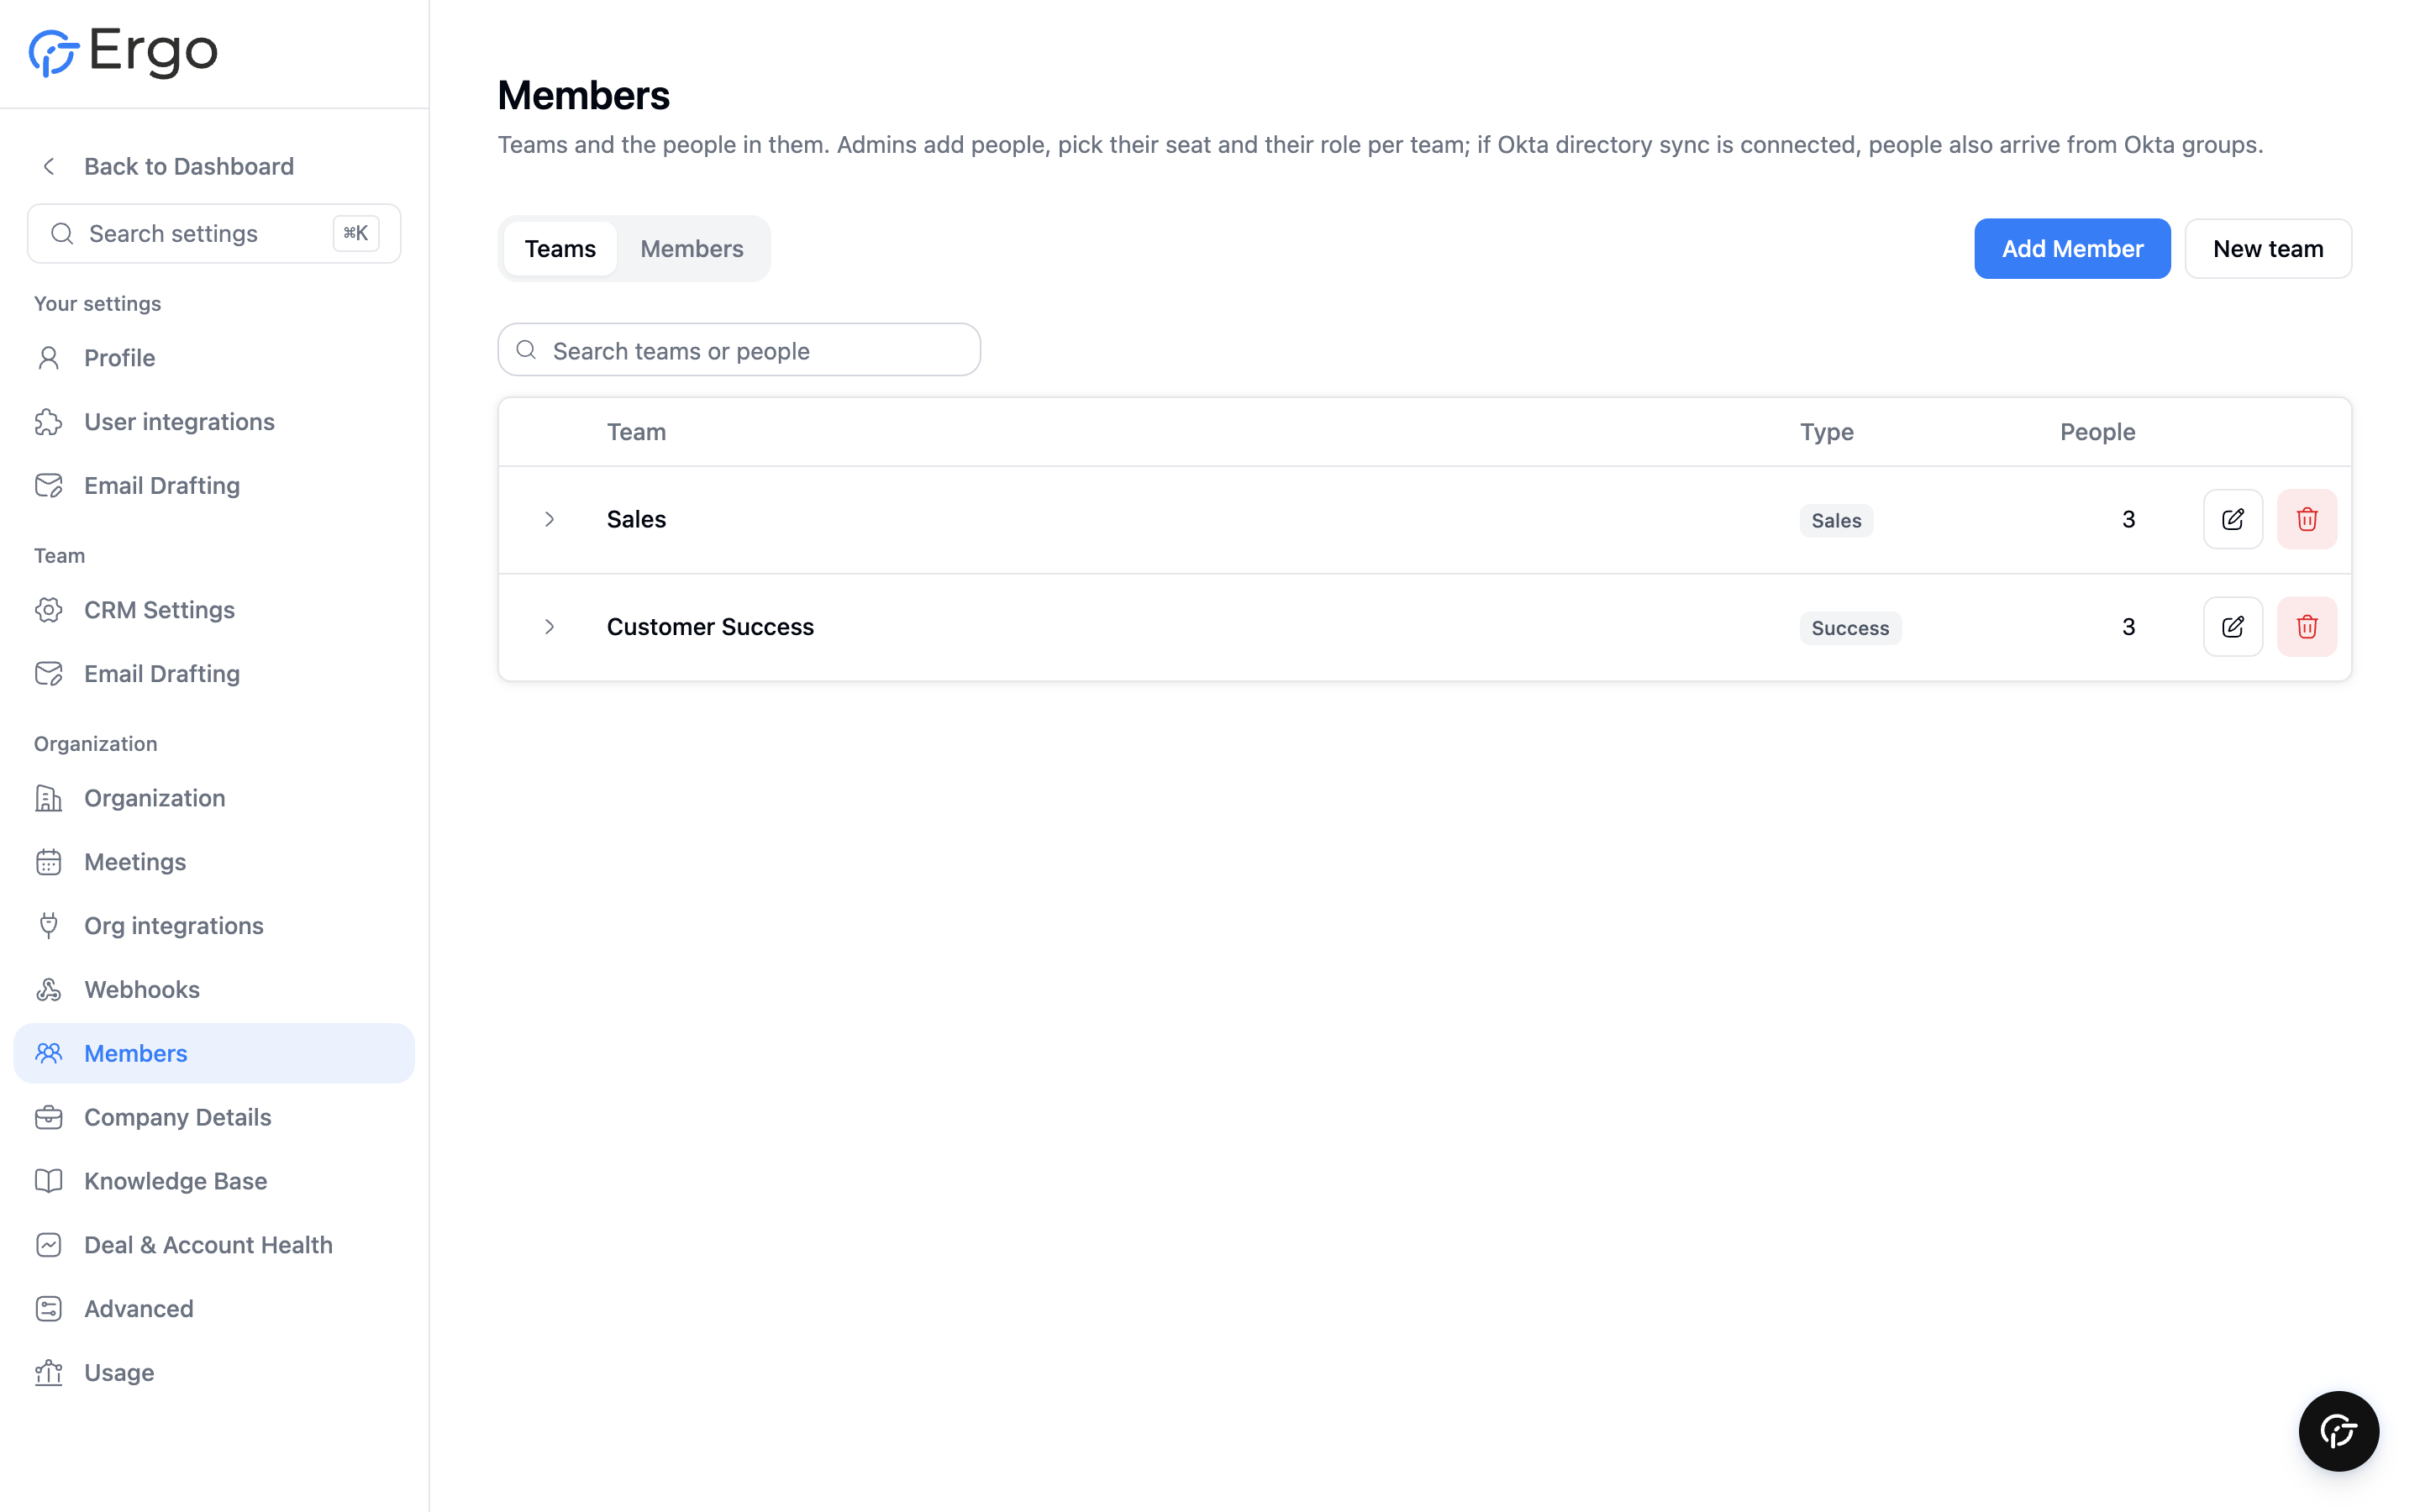 Ergo
Back to Dashboard
Search settings ⌘K
Your settings
Profile
User integrations
Email Drafting
Team
CRM Settings
Email Drafting
Organization
Organization
Meetings
Org integrations
Webhooks
Members
Company Details
Knowledge Base
Deal & Account Health
Advanced
Usage
Members
Teams and the people in them. Admins add people, pick their seat and their role per team; if Okta directory sync is connected, people also arrive from Okta groups.
Teams Members
Add Member New team
Search teams or people
Team Type People
Sales Sales 3
Customer Success Success 3